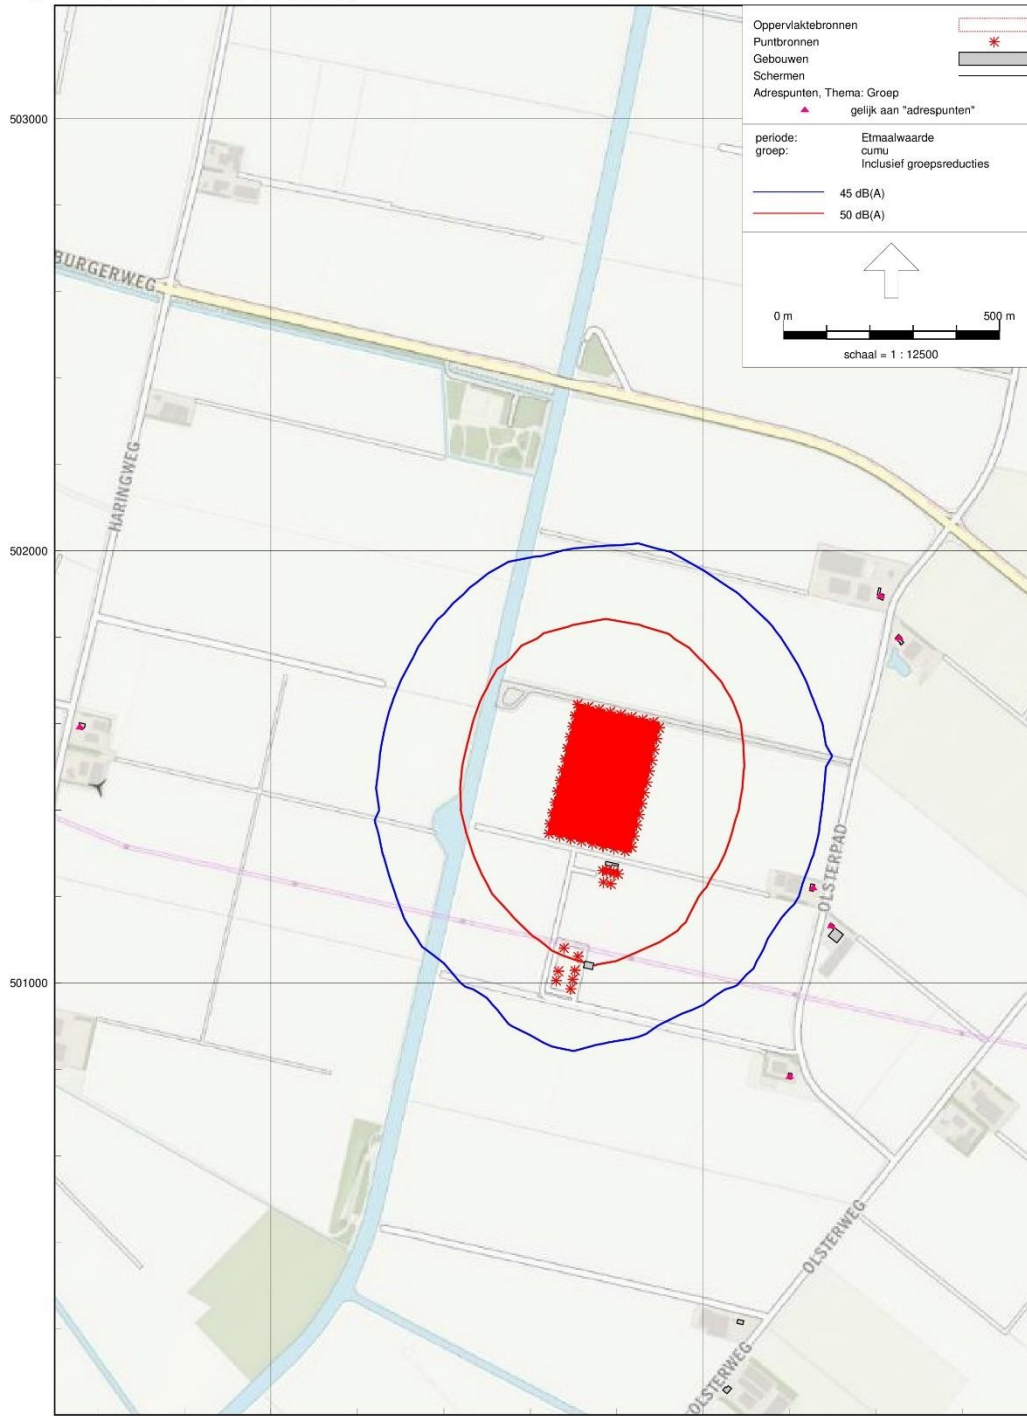 Oppervlaktebronnen
Puntbronnen
Gebouwen
Schermen
Adrespunten, Thema: Groep
gelijk aan "adrespunten"
periode: Etmaalwaarde
groep: cumu
Inclusief groepsreducties
45 dB(A)
50 dB(A)
0 m 500 m
schaal = 1 : 12500
503000
BURGERWEG
HARINGWEG
502000
OLSTERPAD
501000
OLSTERWEG
OLSTERWEG